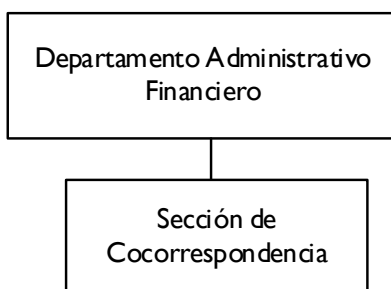 Departamento Administrativo
Financiero
Sección de
Cocorrespondencia